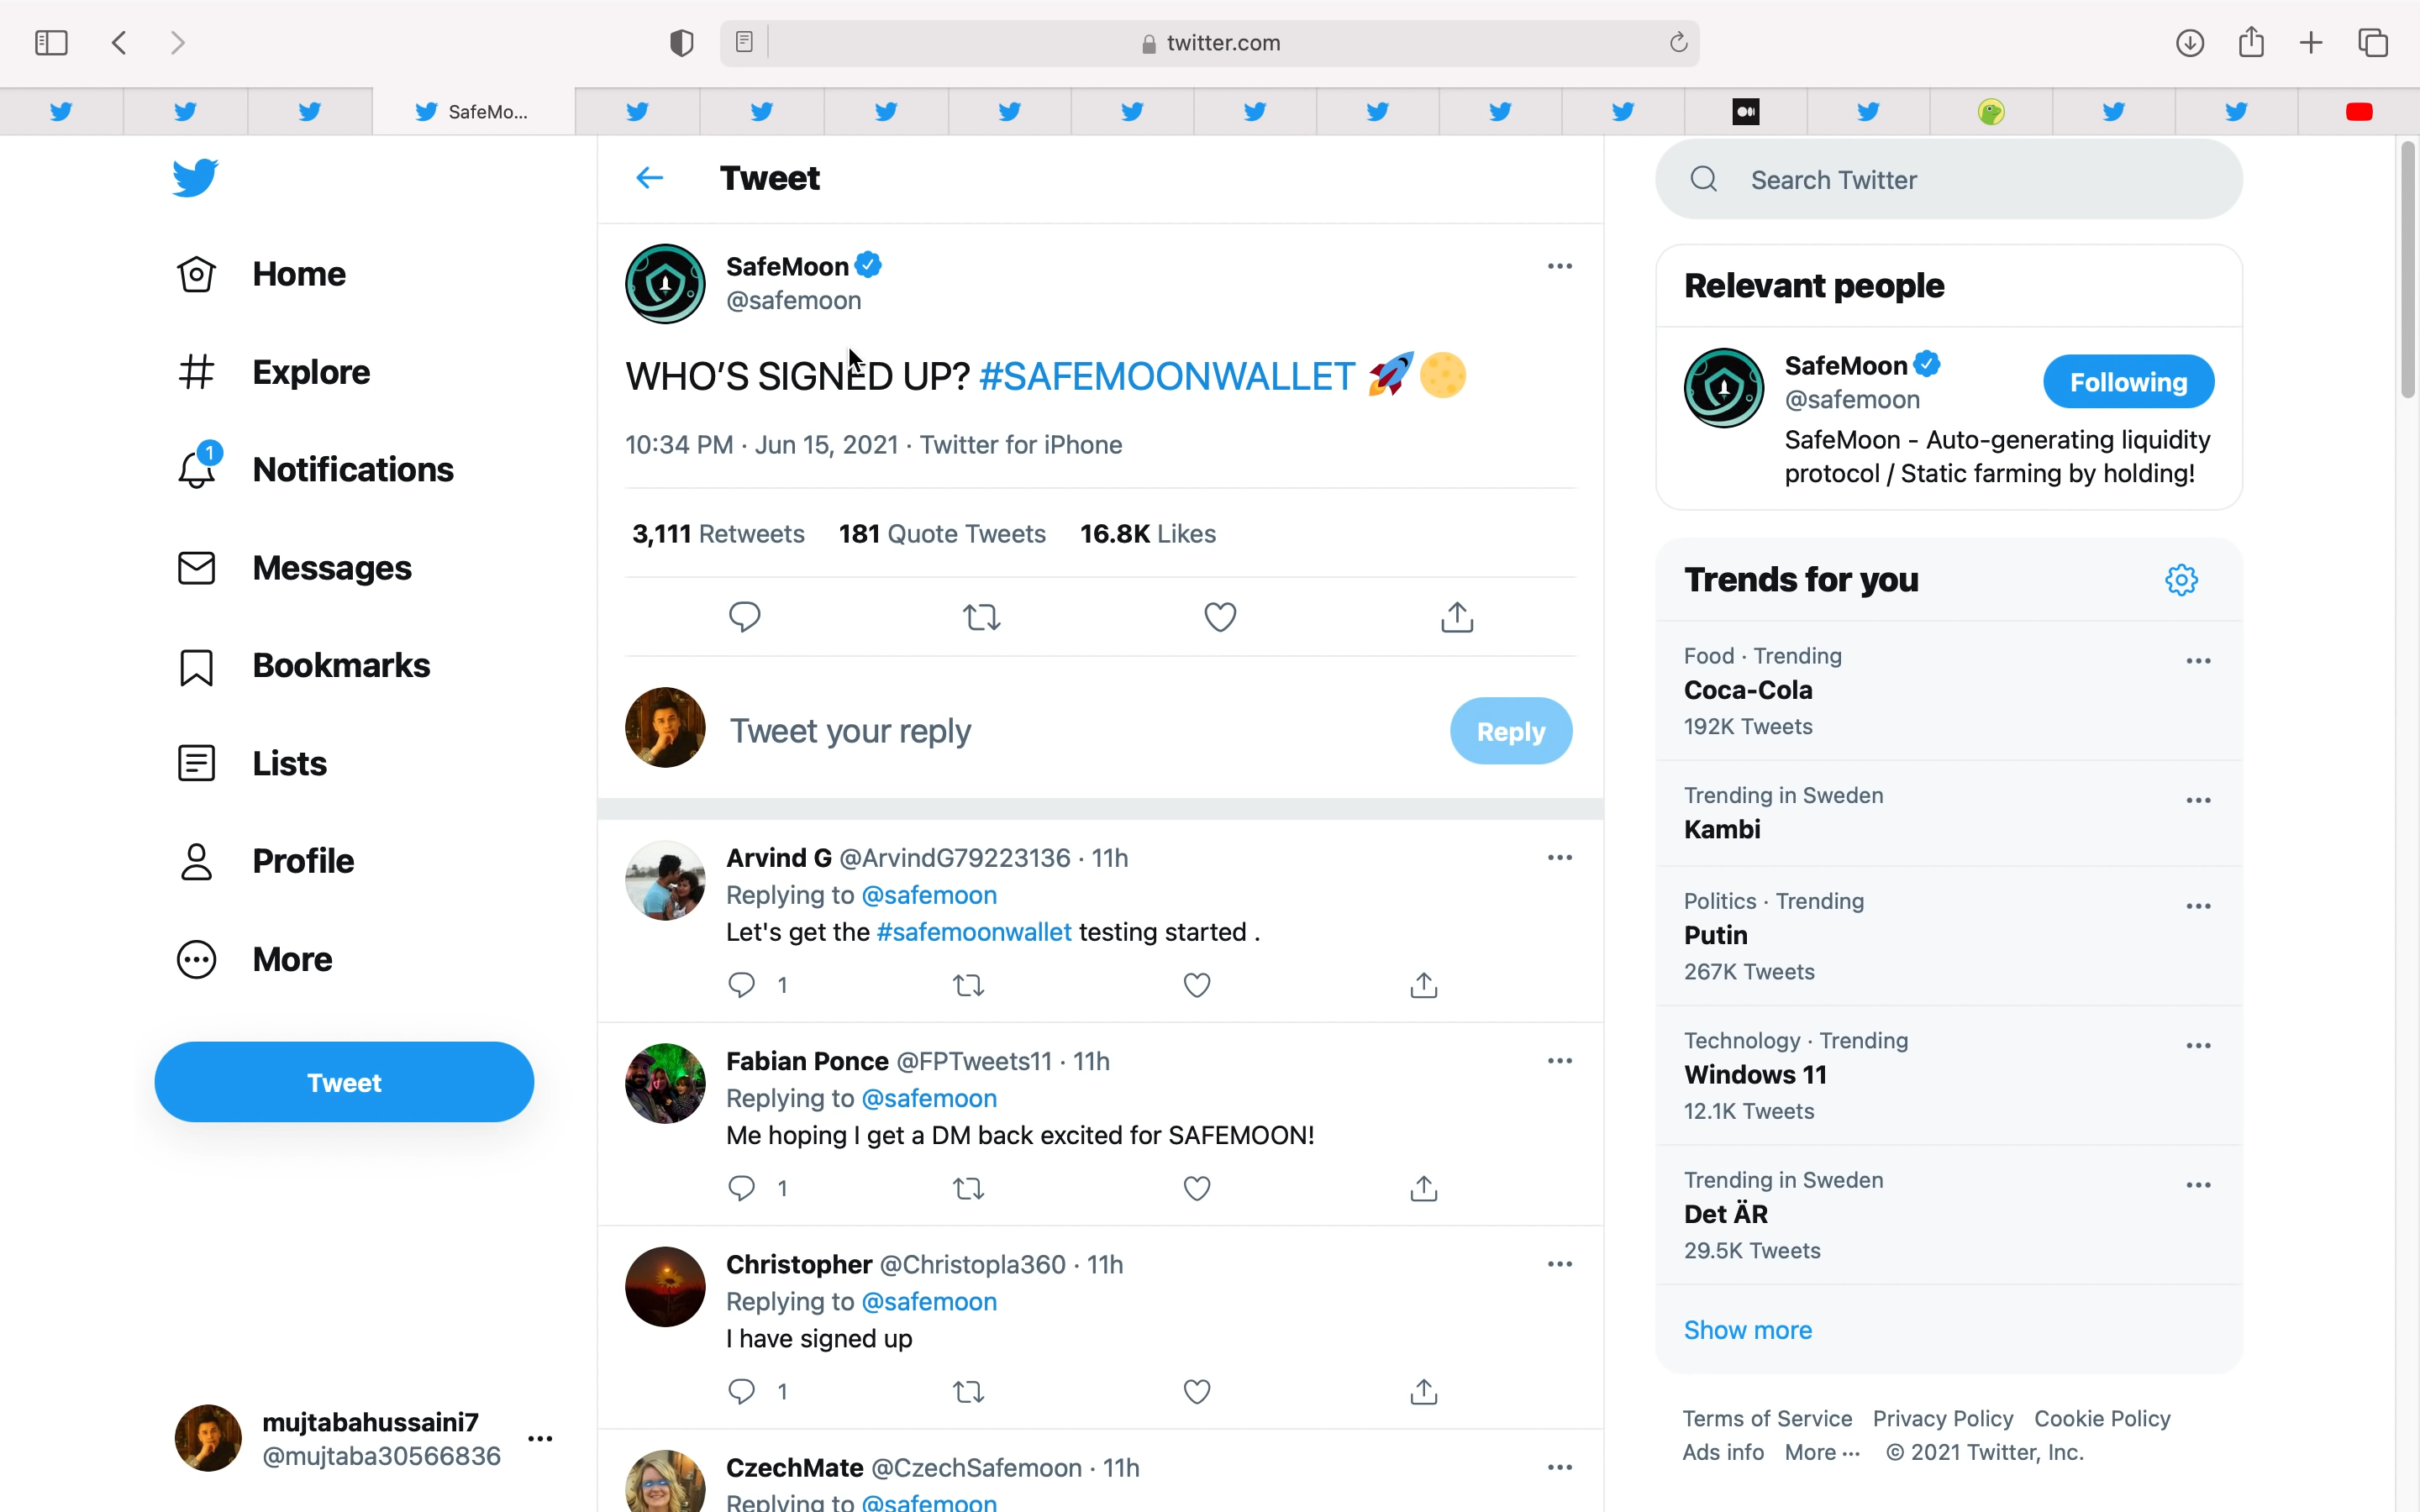 twitter.com
SafeMo...
Home
Explore
1
Notifications
Messages
Bookmarks
Lists
Profile
More
Tweet
mujtabahussaini7
@mujtaba30566836
Tweet
SafeMoon
@safemoon
WHO'S SIGNED UP? #SAFEMOONWALLET 🚀🌕
10:34 PM · Jun 15, 2021 · Twitter for iPhone
3,111 Retweets 181 Quote Tweets 16.8K Likes
Tweet your reply
Reply
Arvind G @ArvindG79223136 · 11h
Replying to @safemoon
Let's get the #safemoonwallet testing started .
1
Fabian Ponce @FPTweets11 · 11h
Replying to @safemoon
Me hoping I get a DM back excited for SAFEMOON!
1
Christopher @Christopla360 · 11h
Replying to @safemoon
I have signed up
1
CzechMate @CzechSafemoon · 11h
Replying to @safemoon
Search Twitter
Relevant people
SafeMoon
@safemoon
Following
SafeMoon - Auto-generating liquidity
protocol / Static farming by holding!
Trends for you
Food · Trending
Coca-Cola
192K Tweets
Trending in Sweden
Kambi
Politics · Trending
Putin
267K Tweets
Technology · Trending
Windows 11
12.1K Tweets
Trending in Sweden
Det ÄR
29.5K Tweets
Show more
Terms of Service Privacy Policy Cookie Policy
Ads info More ··· © 2021 Twitter, Inc.